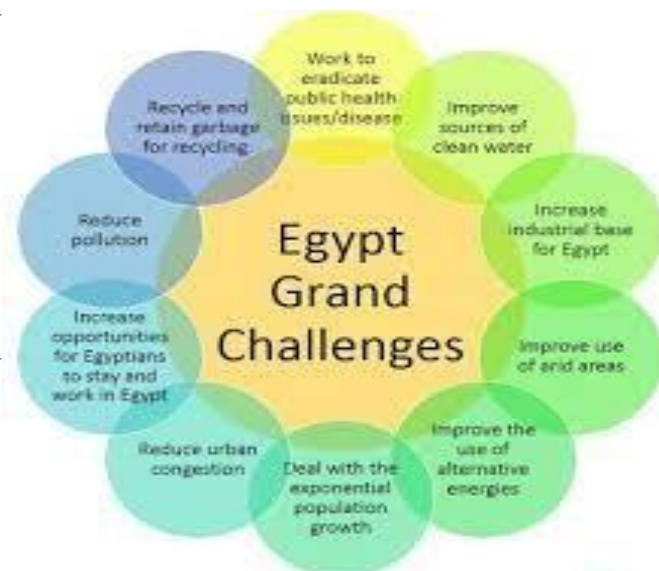 Egypt
Grand
Challenges
Work to
eradicate
public health
issues/disease
Improve
sources of
clean water
Increase
industrial base
for Egypt
Improve use
of arid areas
Improve the
use of
alternative
energies
Deal with the
exponential
population
growth
Reduce urban
congestion
Increase
opportunities
for Egyptians
to stay and
work in Egypt
Reduce
pollution
Recycle and
retain garbage
for recycling